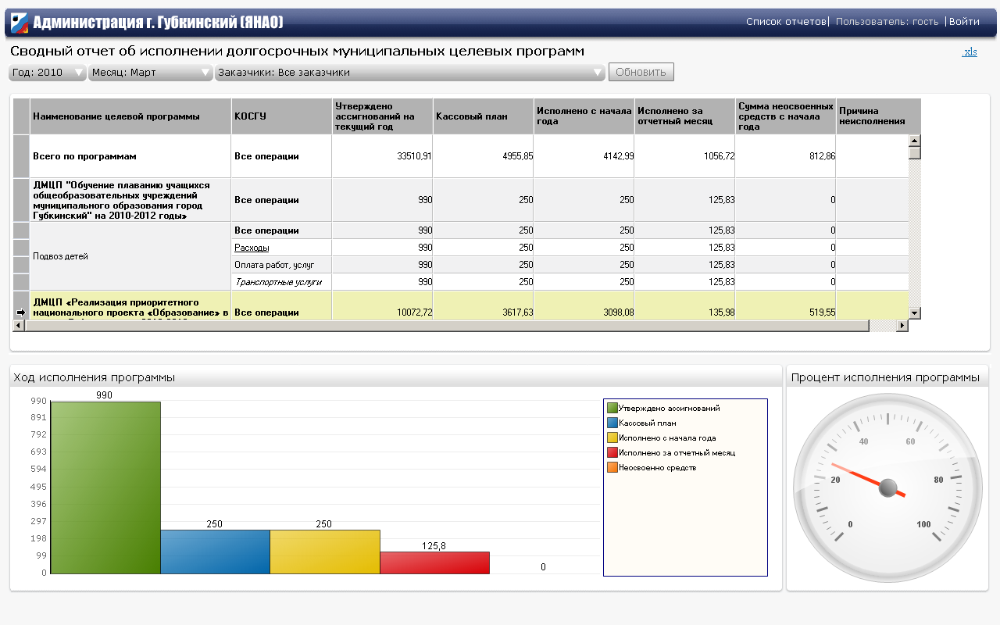 Администрация г. Губкинский (ЯНАО)
Список отчетов| Пользователь: гость | Войти
Сводный отчет об исполнении долгосрочных муниципальных целевых программ
.xls
Год: 2010 Месяц: Март Заказчики: Все заказчики Обновить
Наименование целевой программы КОСГУ Утверждено ассигнований на текущий год Кассовый план Исполнено с начала года Исполнено за отчетный месяц Сумма неосвоенных средств с начала года Причина неисполнения
Всего по программам Все операции 33510,91 4955,85 4142,99 1056,72 812,86
ДМЦП "Обучение плаванию учащихся
общеобразовательных учреждений
муниципального образования город
Губкинский" на 2010-2012 годы»
Все операции 990 250 250 125,83 0
Подвоз детей
Все операции 990 250 250 125,83 0
Расходы 990 250 250 125,83 0
Оплата работ, услуг 990 250 250 125,83 0
Транспортные услуги 990 250 250 125,83 0
ДМЦП «Реализация приоритетного
национального проекта «Образование» в
Все операции 10072,72 3617,63 3098,08 135,98 519,55
Ход исполнения программы
990
891
792
693
594
495
396
297
198
99
0
990
250
250
125,8
0
Утверждено ассигнований
Кассовый план
Исполнено с начала года
Исполнено за отчетный месяц
Неосвоенно средств
Процент исполнения программы
40 60
20 80
0 100